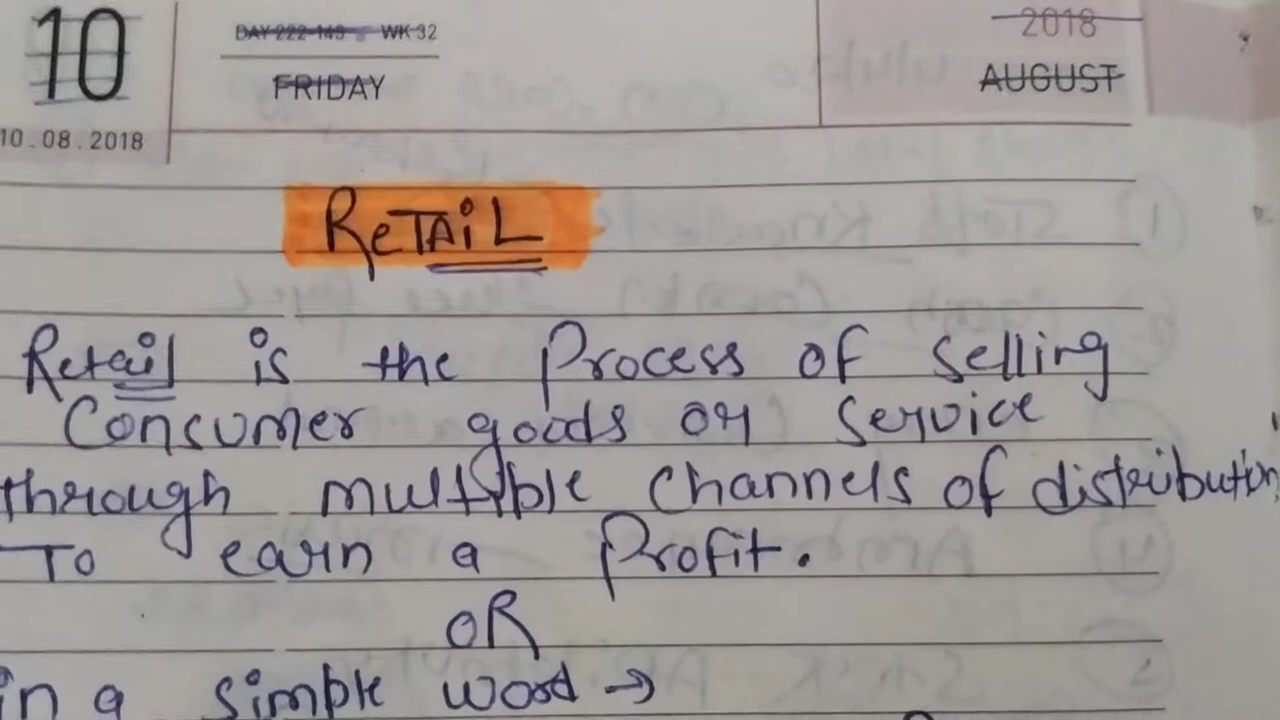 10
DAY 222-143 WK 32
2018
FRIDAY
AUGUST
10.08.2018
ReTAiL
Retail is the Process of Selling
Consumer goods or Service
through multiple Channels of distribution
To earn a Profit.
OR
in a simple word →